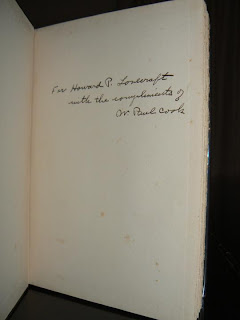 For Howard P. Lovecraft
with the compliments of
W. Paul Cook